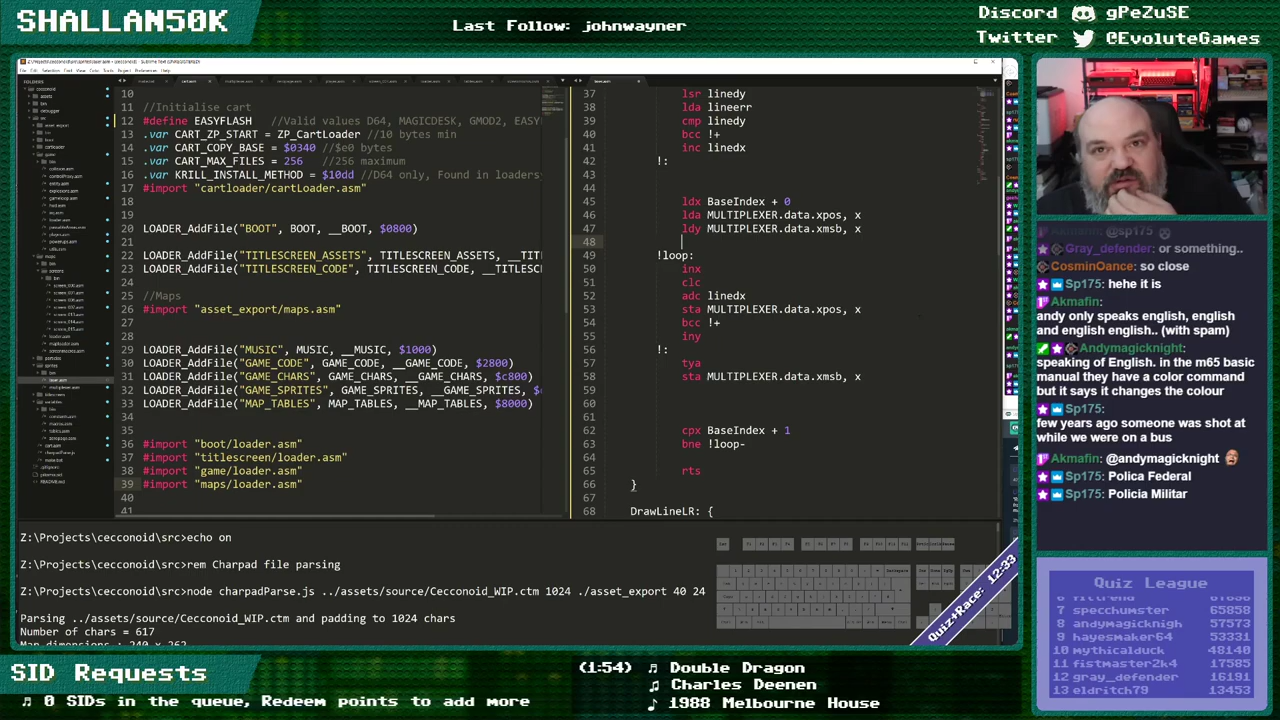 SHALLAN50K
Last Follow: johnwayner
Discord gPeZuSE
Twitter @EvoluteGames
10
11 //Initialise cart
12 #define EASYFLASH //valid values D64, MAGICDESK, GMOD2, EASY
13 .var CART_ZP_START = ZP_CartLoader //10 bytes min
14 .var CART_COPY_BASE = $0340 //$e0 bytes
15 .var CART_MAX_FILES = 256 //256 maximum
16 .var KRILL_INSTALL_METHOD = $10dd //D64 only, Found in loadersy
17 #import "cartloader/cartLoader.asm"
18
19
20 LOADER_AddFile("BOOT", BOOT, __BOOT, $0800)
21
22 LOADER_AddFile("TITLESCREEN_ASSETS", TITLESCREEN_ASSETS, __TITL
23 LOADER_AddFile("TITLESCREEN_CODE", TITLESCREEN_CODE, __TITLESC
24
25 //Maps
26 #import "asset_export/maps.asm"
27
28
29 LOADER_AddFile("MUSIC", MUSIC, __MUSIC, $1000)
30 LOADER_AddFile("GAME_CODE", GAME_CODE, __GAME_CODE, $2800)
31 LOADER_AddFile("GAME_CHARS", GAME_CHARS, __GAME_CHARS, $c800)
32 LOADER_AddFile("GAME_SPRITES", GAME_SPRITES, __GAME_SPRITES, $
33 LOADER_AddFile("MAP_TABLES", MAP_TABLES, __MAP_TABLES, $8000)
34
35
36 #import "boot/loader.asm"
37 #import "titlescreen/loader.asm"
38 #import "game/loader.asm"
39 #import "maps/loader.asm"
40
41
37 lsr linedy
38 lda lineerr
39 cmp linedy
40 bcc !+
41 inc linedx
42 !:
43
44
45 ldx BaseIndex + 0
46 lda MULTIPLEXER.data.xpos, x
47 ldy MULTIPLEXER.data.xmsb, x
48
49 !loop:
50 inx
51 clc
52 adc linedx
53 sta MULTIPLEXER.data.xpos, x
54 bcc !+
55 iny
56 !:
57 tya
58 sta MULTIPLEXER.data.xmsb, x
59
60
61
62 cpx BaseIndex + 1
63 bne !loop-
64
65 rts
66 }
67
68 DrawLineLR: {
Z:\Projects\cecconoid\src>echo on
Z:\Projects\cecconoid\src>rem Charpad file parsing
Z:\Projects\cecconoid\src>node charpadParse.js ../assets/source/Cecconoid_WIP.ctm 1024 ./asset_export 40 24
Parsing ../assets/source/Cecconoid_WIP.ctm and padding to 1024 chars
Number of chars = 617
Map dimensions : 240 x 262
Quiz+Race: 12:33
Akmafin: @sp175
Gray_defender: or something..
CosminOance: so close
Sp175: hehe it is
Akmafin:
andy only speaks english, english
and english english.. (with spam)
Andymagicknight:
speaking of English. in the m65 basic
manual they have a color command
but it says it changes the colour
Sp175:
few years ago someone was shot at
while we were on a bus
Akmafin: @andymagicknight
Sp175: Polica Federal
Sp175: Policia Militar
Quiz League
7 specchumster 65858
8 andymagicknigh 57573
9 hayesmaker64 53331
10 mythicalduck 48140
11 fistmaster2k4 17585
12 gray_defender 16191
13 eldritch79 13453
SID Requests
0 SIDs in the queue, Redeem points to add more
(1:54) Double Dragon
Charles Deenen
1988 Melbourne House